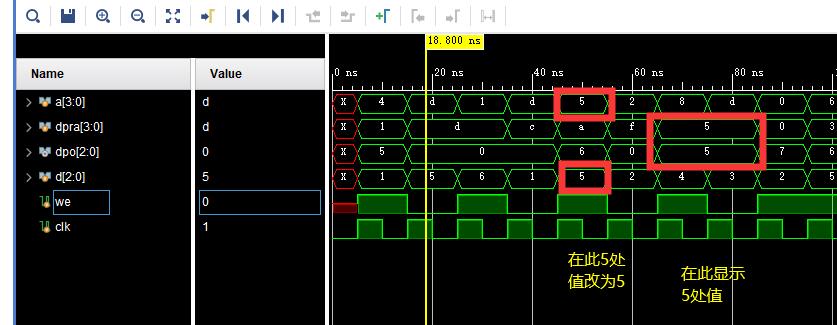 18.800 ns
Name Value 0 ns 20 ns 40 ns 60 ns 80 ns 10
a[3:0] d X 4 d 1 d 5 2 8 d 0 8
dpra[3:0] d X 1 d c a f 5 0 3
dpo[2:0] 0 X 5 0 6 0 5 7 6
d[2:0] 5 X 1 5 6 1 5 2 4 3 2 5
we 0
clk 1
在此5处
值改为5
在此显示
5处值